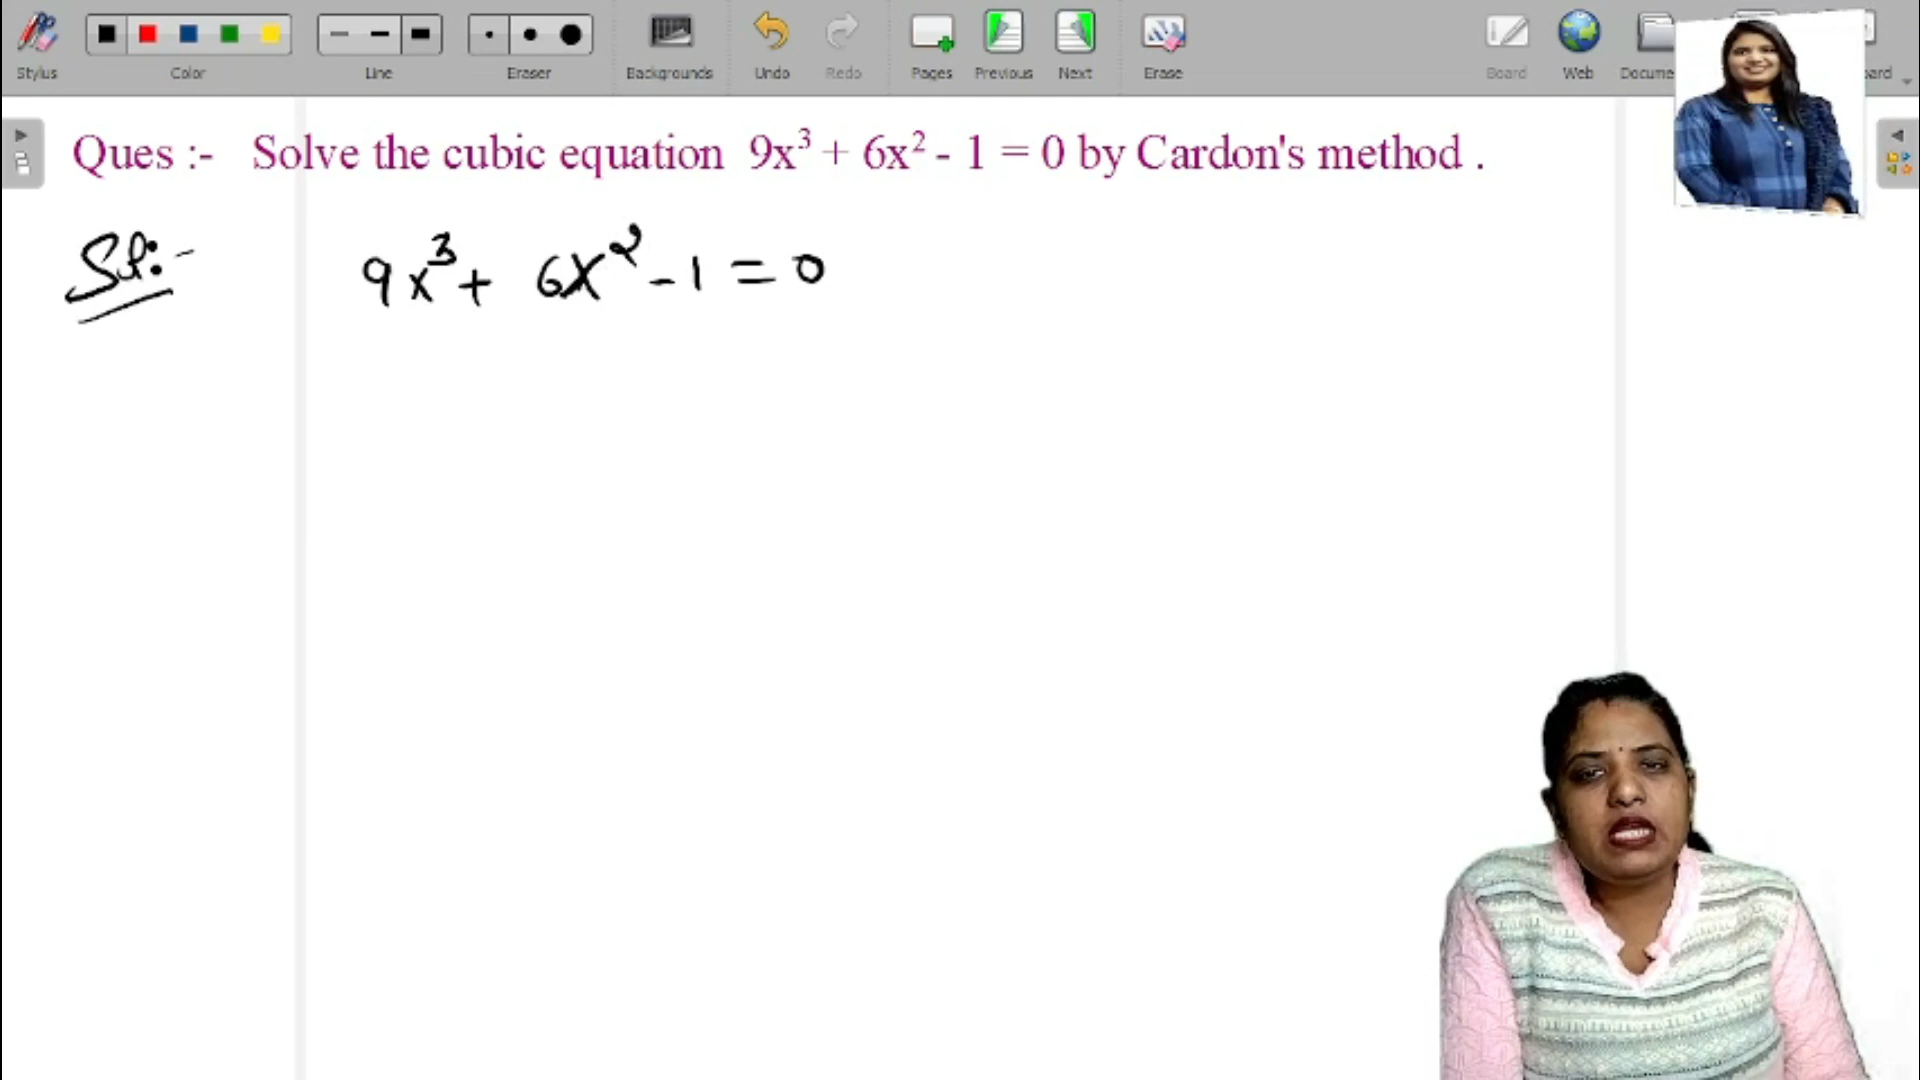 Stylus Color Line Eraser Backgrounds Undo Redo Pages Previous Next Erase Board Web
Ques :- Solve the cubic equation 9x³ + 6x² - 1 = 0 by Cardon's method .
Sol:- 9x³ + 6x² - 1 = 0